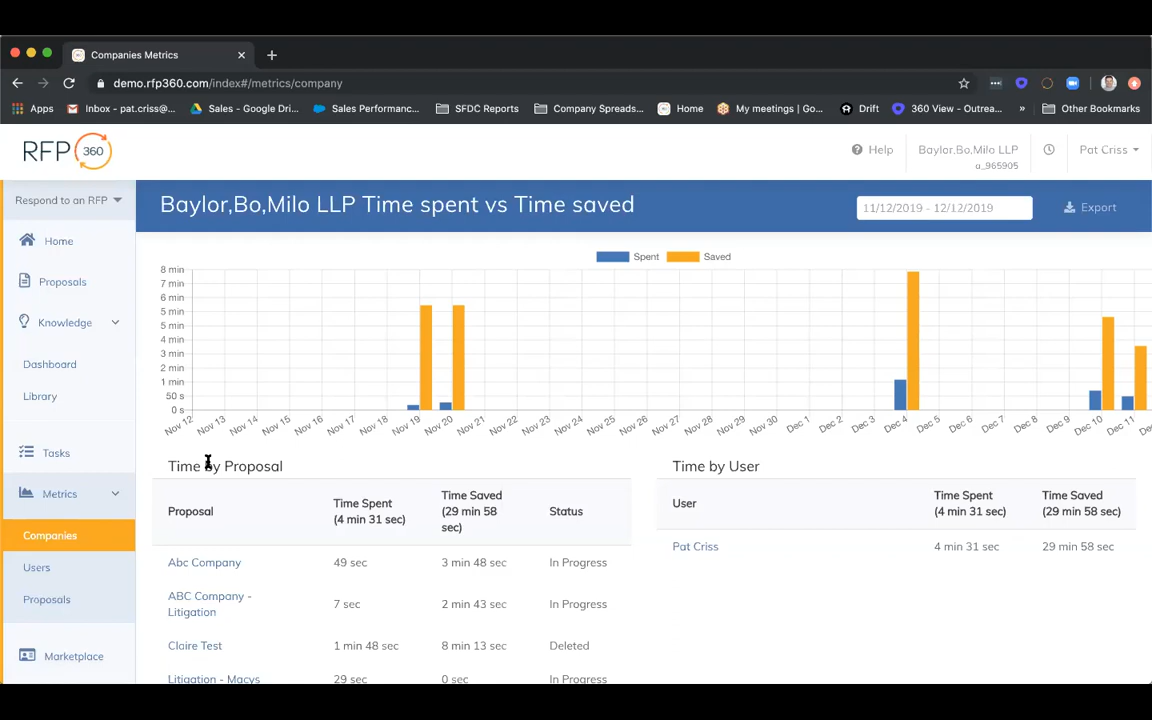 Companies Metrics
demo.rfp360.com/index#/metrics/company
Apps Inbox - pat.criss@... Sales - Google Dri... Sales Performanc... SFDC Reports Company Spreads... Home My meetings | Go... Drift 360 View - Outrea... » Other Bookmarks
RFP 360
Help
Baylor,Bo,Milo LLP
a_965905
Pat Criss
Respond to an RFP
Home
Proposals
Knowledge
Dashboard
Library
Tasks
Metrics
Companies
Users
Proposals
Marketplace
Baylor,Bo,Milo LLP Time spent vs Time saved
11/12/2019 - 12/12/2019
Export
Spent Saved
8 min
7 min
6 min
5 min
5 min
4 min
3 min
2 min
1 min
50 s
0 s
Nov 12 Nov 13 Nov 14 Nov 15 Nov 16 Nov 17 Nov 18 Nov 19 Nov 20 Nov 21 Nov 22 Nov 23 Nov 24 Nov 25 Nov 26 Nov 27 Nov 28 Nov 29 Nov 30 Dec 1 Dec 2 Dec 3 Dec 4 Dec 5 Dec 6 Dec 7 Dec 8 Dec 9 Dec 10 Dec 11
Time by Proposal
Proposal
Time Spent
(4 min 31 sec)
Time Saved
(29 min 58
sec)
Status
Abc Company 49 sec 3 min 48 sec In Progress
ABC Company -
Litigation
7 sec 2 min 43 sec In Progress
Claire Test 1 min 48 sec 8 min 13 sec Deleted
Litigation - Macys 29 sec 0 sec In Progress
Time by User
User
Time Spent
(4 min 31 sec)
Time Saved
(29 min 58 sec)
Pat Criss 4 min 31 sec 29 min 58 sec